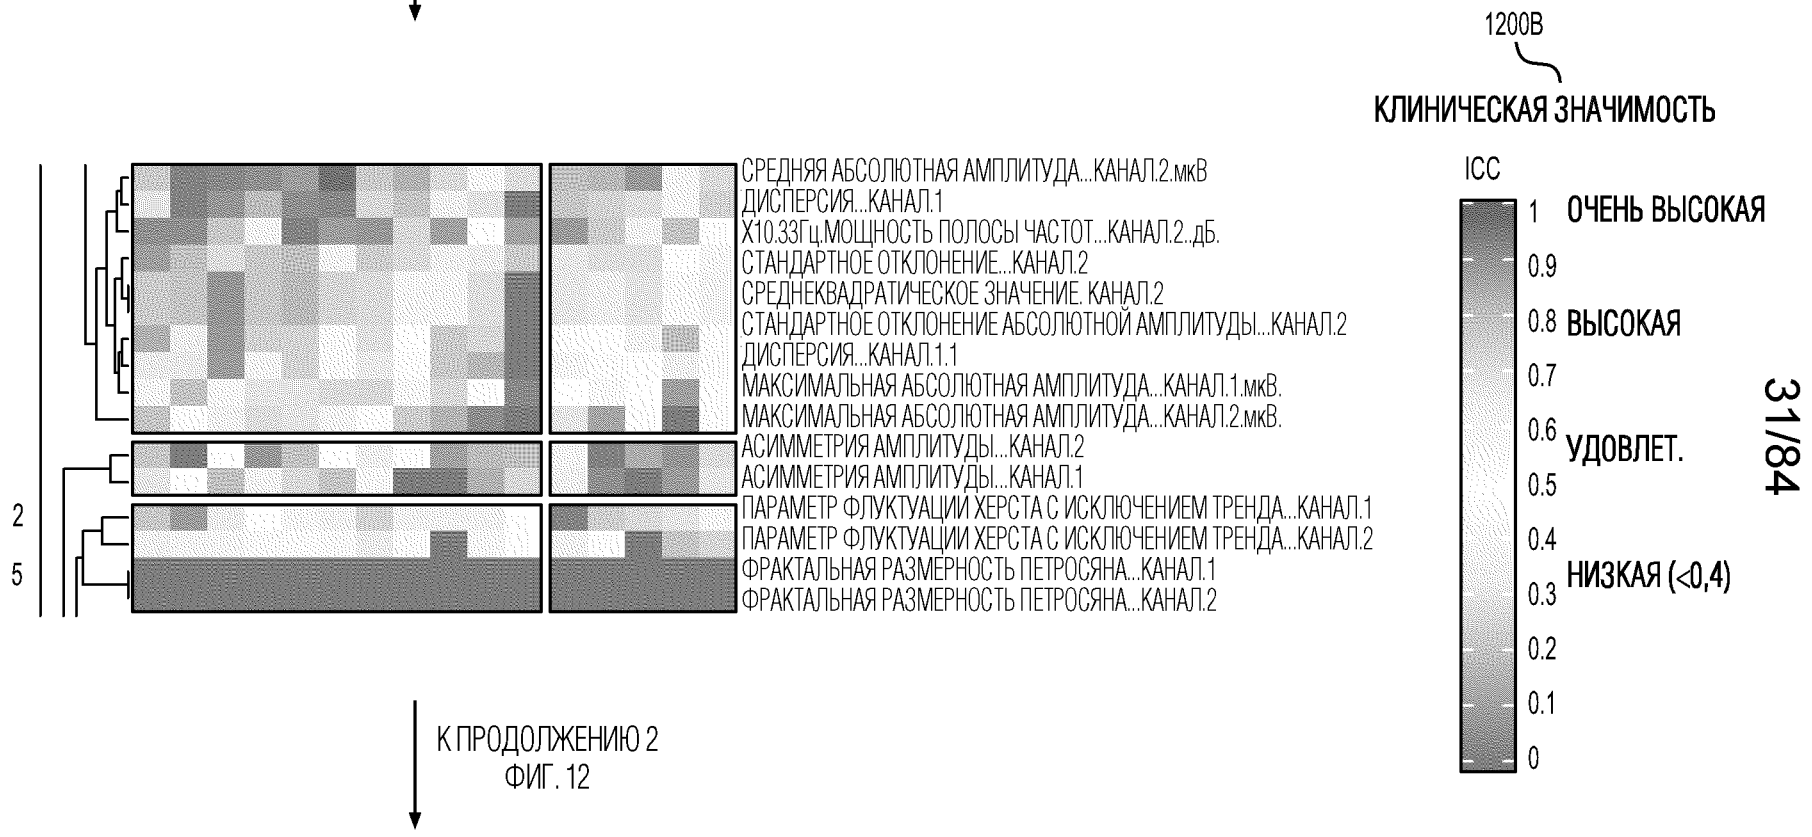 1200B
КЛИНИЧЕСКАЯ ЗНАЧИМОСТЬ
СРЕДНЯЯ АБСОЛЮТНАЯ АМПЛИТУДА...КАНАЛ.2.мкВ
ДИСПЕРСИЯ...КАНАЛ.1
X10.33Гц.МОЩНОСТЬ ПОЛОСЫ ЧАСТОТ...КАНАЛ.2..дБ.
СТАНДАРТНОЕ ОТКЛОНЕНИЕ...КАНАЛ.2
СРЕДНЕКВАДРАТИЧЕСКОЕ ЗНАЧЕНИЕ. КАНАЛ.2
СТАНДАРТНОЕ ОТКЛОНЕНИЕ АБСОЛЮТНОЙ АМПЛИТУДЫ...КАНАЛ.2
ДИСПЕРСИЯ...КАНАЛ.1.1
МАКСИМАЛЬНАЯ АБСОЛЮТНАЯ АМПЛИТУДА...КАНАЛ.1.мкВ.
МАКСИМАЛЬНАЯ АБСОЛЮТНАЯ АМПЛИТУДА...КАНАЛ.2.мкВ.
АСИММЕТРИЯ АМПЛИТУДЫ...КАНАЛ.2
АСИММЕТРИЯ АМПЛИТУДЫ...КАНАЛ.1
2
ПАРАМЕТР ФЛУКТУАЦИИ ХЕРСТА С ИСКЛЮЧЕНИЕМ ТРЕНДА...КАНАЛ.1
ПАРАМЕТР ФЛУКТУАЦИИ ХЕРСТА С ИСКЛЮЧЕНИЕМ ТРЕНДА...КАНАЛ.2
5
ФРАКТАЛЬНАЯ РАЗМЕРНОСТЬ ПЕТРОСЯНА...КАНАЛ.1
ФРАКТАЛЬНАЯ РАЗМЕРНОСТЬ ПЕТРОСЯНА...КАНАЛ.2
ICC
1 ОЧЕНЬ ВЫСОКАЯ
0.9
0.8 ВЫСОКАЯ
0.7
0.6 УДОВЛЕТ.
0.5
0.4
0.3 НИЗКАЯ (<0,4)
0.2
0.1
0
К ПРОДОЛЖЕНИЮ 2
ФИГ. 12
31/84